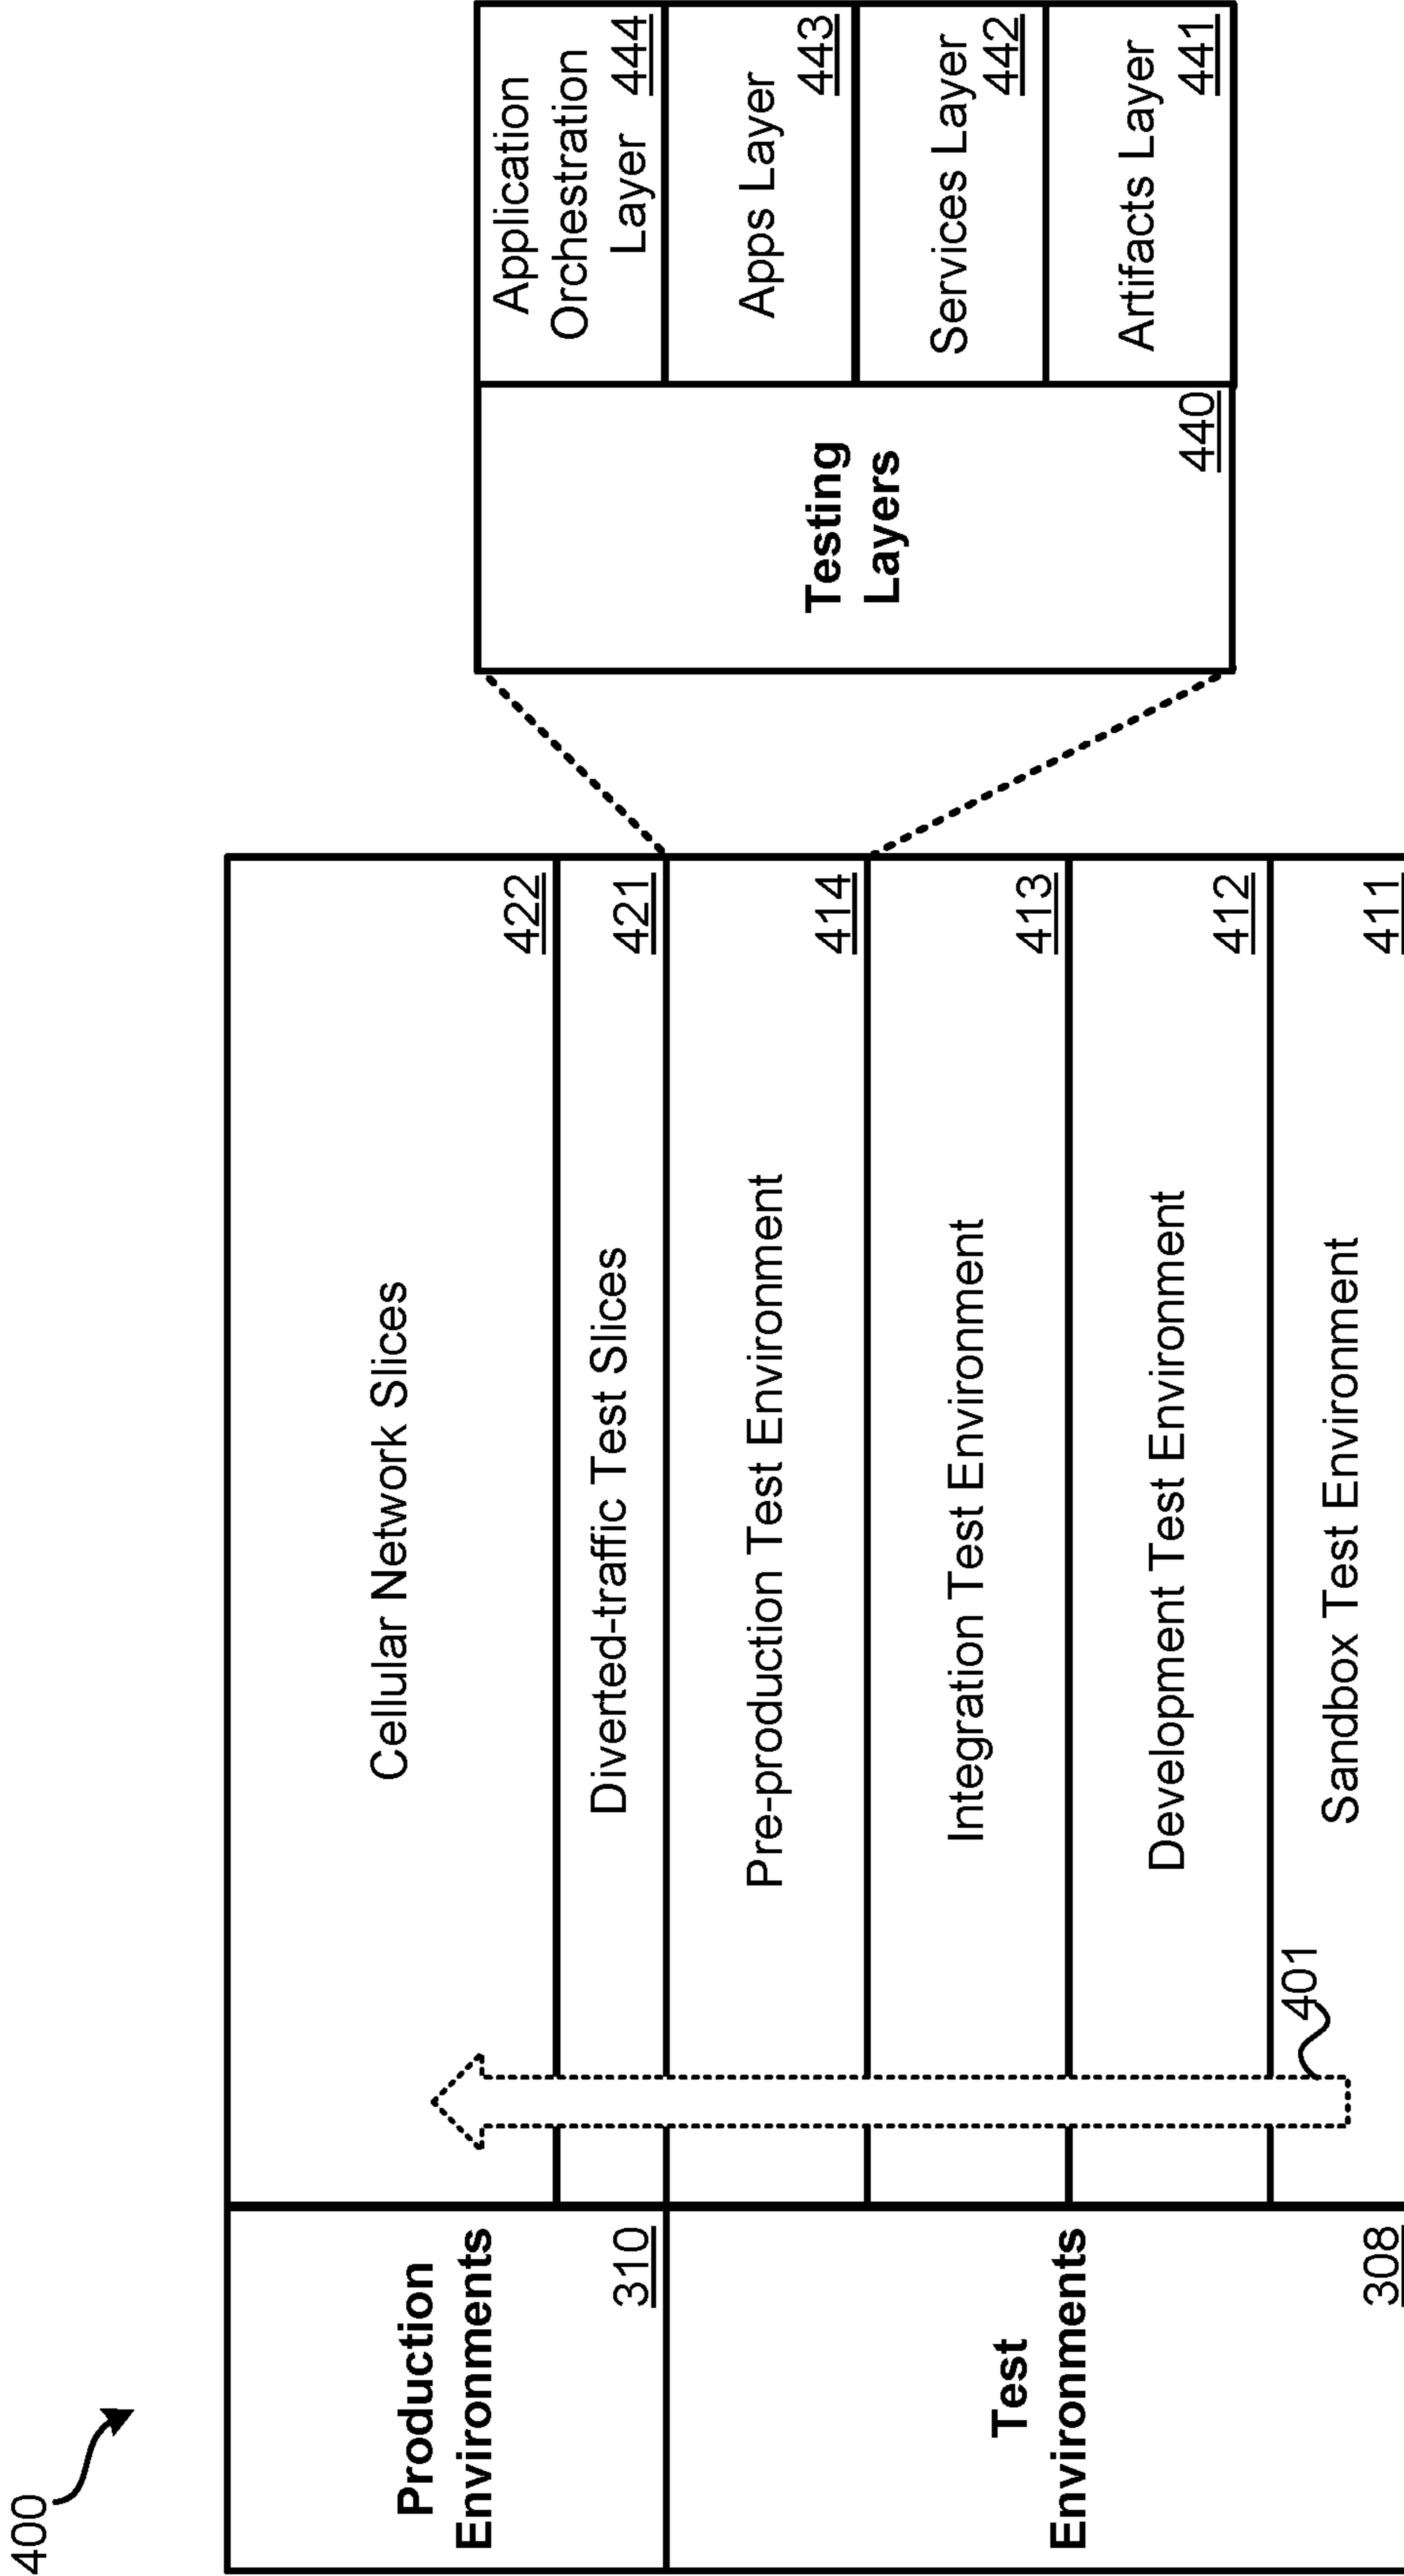 400
Production
Environments
310
Cellular Network Slices
422
Diverted-traffic Test Slices
421
Test
Environments
308
Pre-production Test Environment
414
Integration Test Environment
413
Development Test Environment
412
Sandbox Test Environment
411
401
Testing
Layers
440
Application
Orchestration
Layer 444
Apps Layer
443
Services Layer
442
Artifacts Layer
441